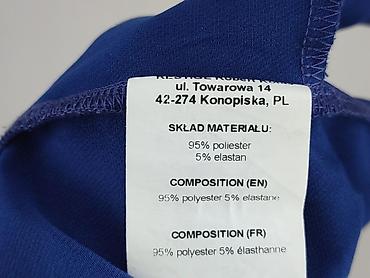 ul. Towarowa 14
42-274 Konopiska, PL
SKŁAD MATERIAŁU:
95% poliester
5% elastan
COMPOSITION (EN)
95% polyester 5% elastane
COMPOSITION (FR)
95% polyester 5% élasthanne